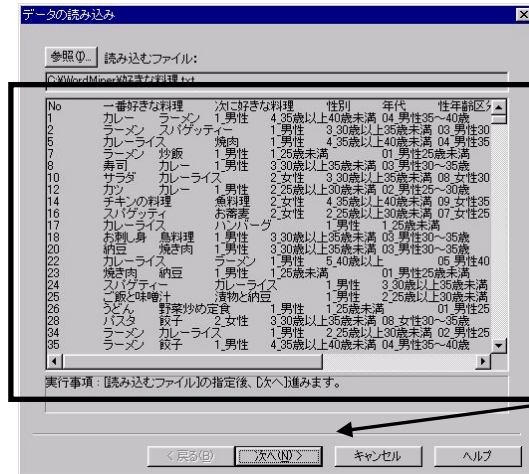 データの読み込み
参照(I)... 読み込むファイル:
C:¥WordMiner¥好きな料理.txt
No 一番好きな料理 次に好きな料理 性別 年代 性年齢区分
1 カレー ラーメン 1_男性 4_35歳以上40歳未満 04_男性35～40歳
2 ラーメン スパゲッティー 1_男性 3_30歳以上35歳未満 03_男性30
5 カレーライス 焼肉 1_男性 4_35歳以上40歳未満 04_男性
7 ラーメン 炒飯 1_男性 1_25歳未満 01_男性25歳未満
8 寿司 カレー 1_男性 3_30歳以上35歳未満 03_男性30～35歳
10 サラダ カレーライス 2_女性 3_30歳以上35歳未満 08_女性30
12 カツ カレー 1_男性 2_25歳以上30歳未満 02_男性25～30歳
14 チキンの料理 魚料理 2_女性 4_35歳以上40歳未満 09_女性35
16 スパゲッティ お蕎麦 2_女性 2_25歳以上30歳未満 07_女性25
17 カレーライス ハンバーグ 1_男性 1_25歳未満
18 お刺し身 鳥料理 1_男性 3_30歳以上35歳未満 03_男性30～35歳
20 納豆 焼き肉 1_男性 3_30歳以上35歳未満 03_男性30～35歳
22 カレーライス ラーメン 1_男性 5_40歳以上 05_男性40
23 焼き肉 納豆 1_男性 1_25歳未満 01_男性25歳未満
24 スパゲティー カレーライス 1_男性 3_30歳以上35歳未満
25 ご飯と味噌汁 漬物と納豆 1_男性 2_25歳以上30歳未満
26 うどん 野菜炒め定食 1_男性 1_25歳未満 01_男性25
28 パスタ 餃子 2_女性 3_30歳以上35歳未満 08_女性30～35歳
34 ラーメン カレーライス 1_男性 2_25歳以上30歳未満 02_男性25
35 ラーメン 餃子 1_男性 4_35歳以上40歳未満 04_男性35～40歳
実行事項:[読み込むファイル]の指定後、[次へ]進みます。
< 戻る(B) 次へ(N) > キャンセル ヘルプ